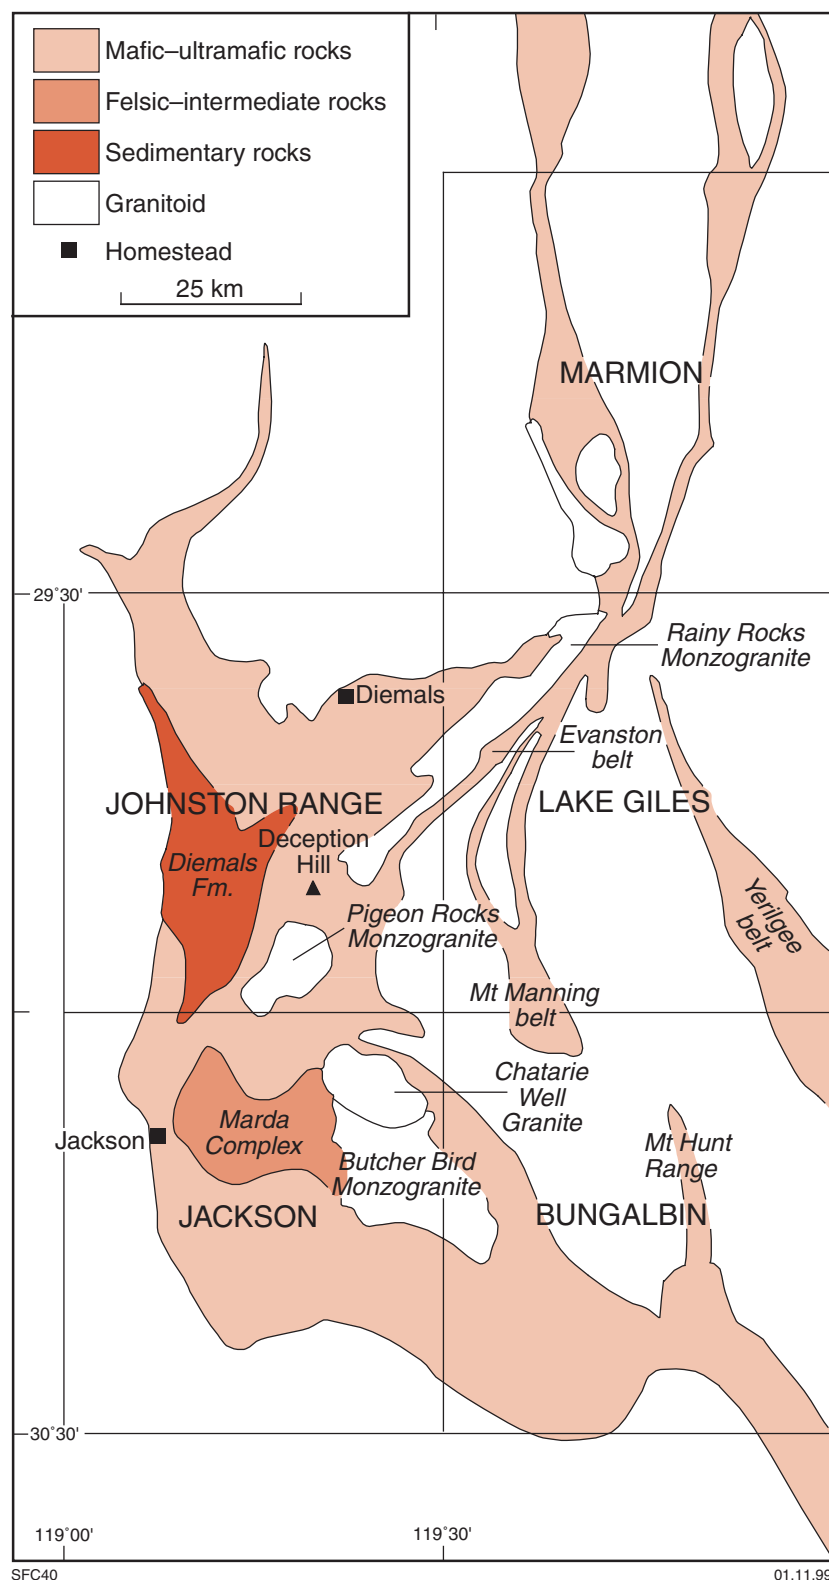 Mafic–ultramafic rocks
Felsic–intermediate rocks
Sedimentary rocks
Granitoid
Homestead
25 km
MARMION
29˚30'
Rainy Rocks
Monzogranite
Diemals
Evanston
belt
JOHNSTON RANGE
LAKE GILES
Deception
Hill
Diemals
Fm.
Yerilgee
belt
Pigeon Rocks
Monzogranite
Mt Manning
belt
Chatarie
Well
Granite
Marda
Complex
Jackson
Mt Hunt
Range
Butcher Bird
Monzogranite
JACKSON
BUNGALBIN
30˚30'
119˚00'
119˚30'
SFC40
01.11.99